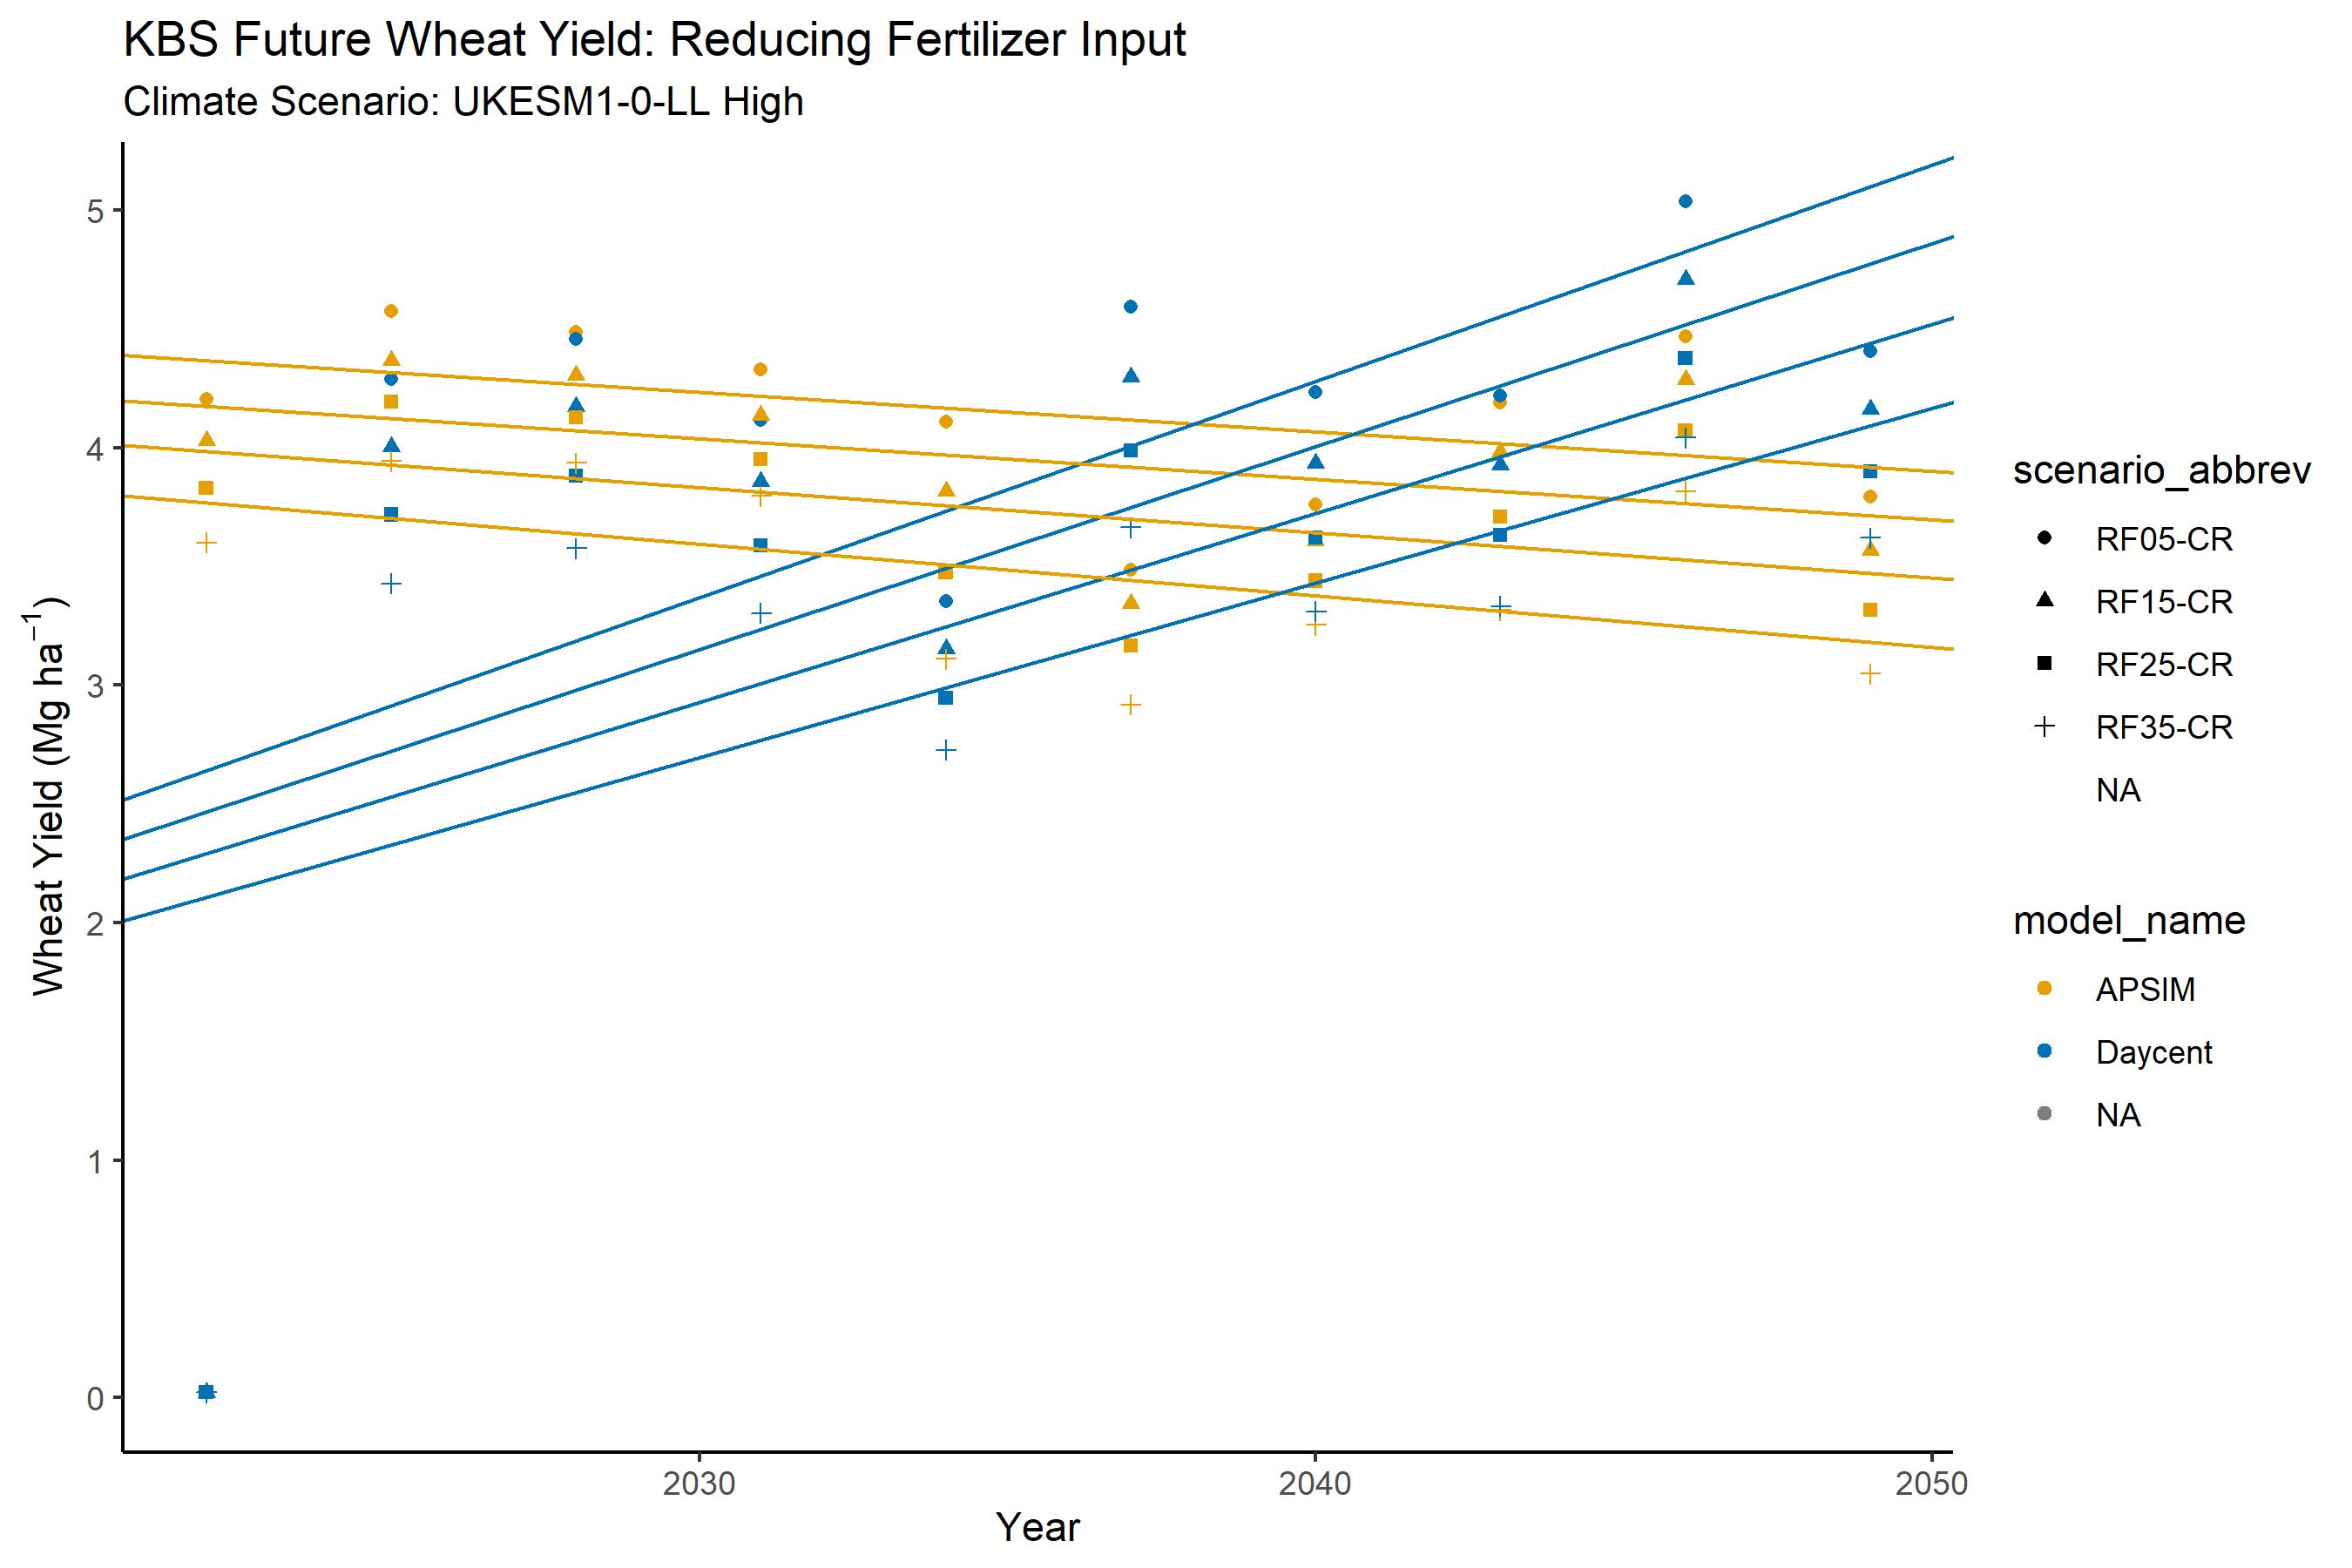 KBS Future Wheat Yield: Reducing Fertilizer Input
Climate Scenario: UKESM1-0-LL High
Wheat Yield (Mg ha⁻¹)
5
4
3
2
1
0
2030
2040
2050
Year
scenario_abbrev
RF05-CR
RF15-CR
RF25-CR
RF35-CR
NA
model_name
APSIM
Daycent
NA